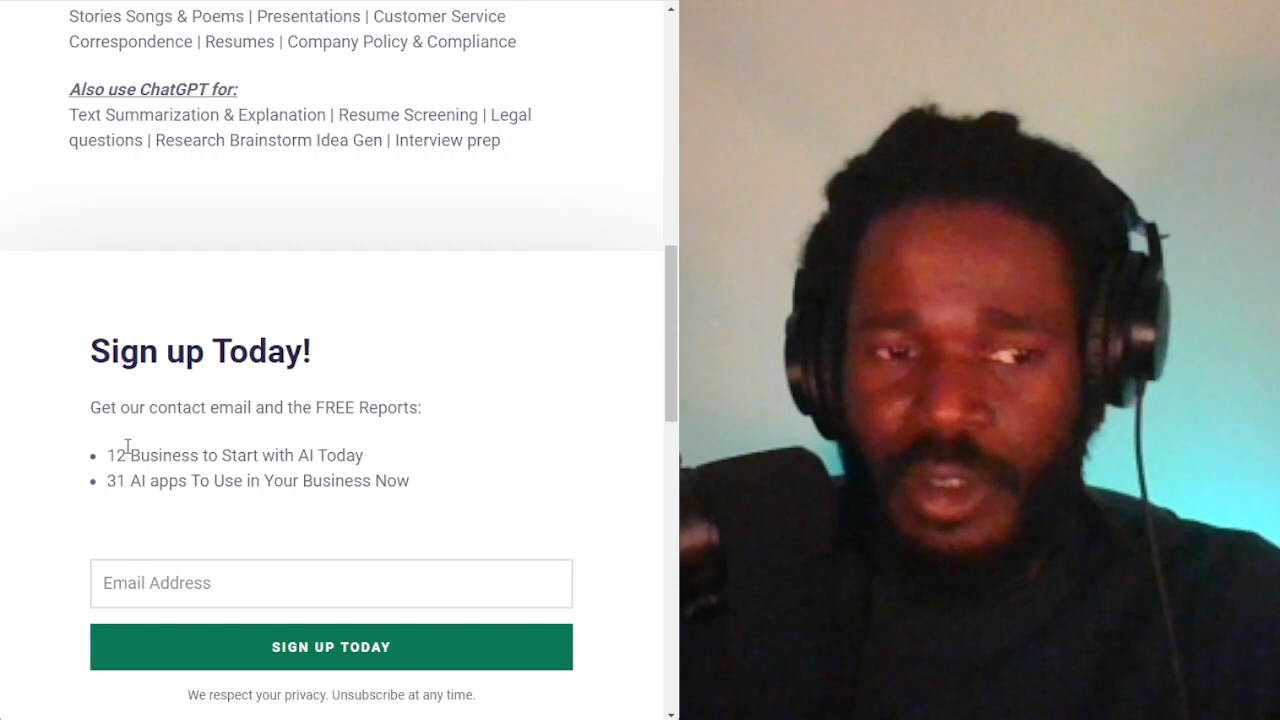 Stories Songs & Poems | Presentations | Customer Service
Correspondence | Resumes | Company Policy & Compliance
Also use ChatGPT for:
Text Summarization & Explanation | Resume Screening | Legal
questions | Research Brainstorm Idea Gen | Interview prep
Sign up Today!
Get our contact email and the FREE Reports:
12 Business to Start with AI Today
31 AI apps To Use in Your Business Now
Email Address
SIGN UP TODAY
We respect your privacy. Unsubscribe at any time.